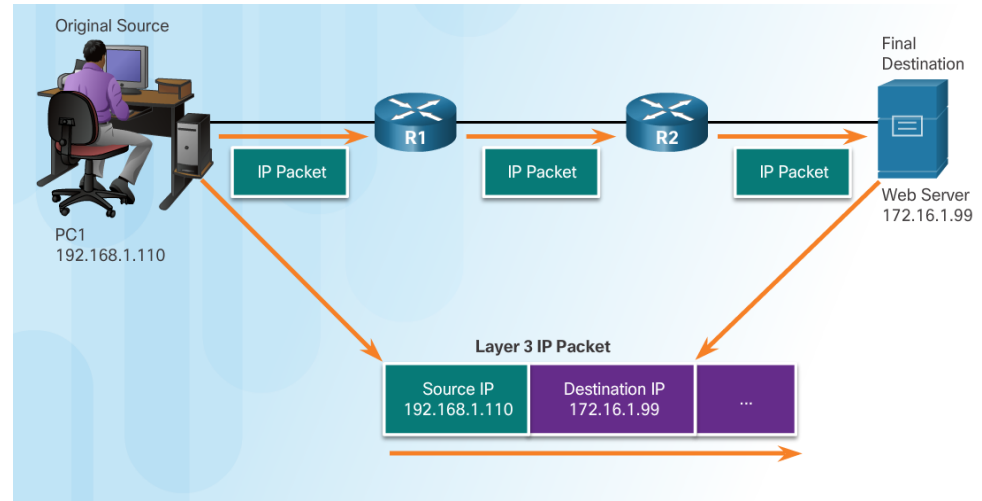 Original Source
Final
Destination
R1
R2
IP Packet
IP Packet
IP Packet
Web Server
172.16.1.99
PC1
192.168.1.110
Layer 3 IP Packet
Source IP
192.168.1.110
Destination IP
172.16.1.99
...